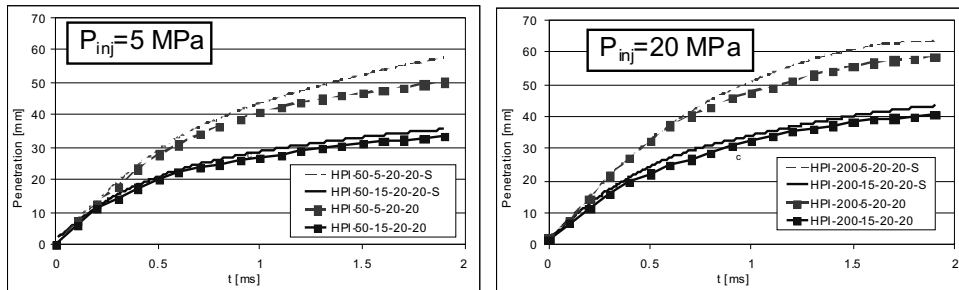 P_inj=5 MPa
Penetration [mm]
70
60
50
40
30
20
10
0
HPI-50-5-20-20-S
HPI-50-15-20-20-S
HPI-50-5-20-20
HPI-50-15-20-20
0 0.5 1 1.5 2
t [ms]
P_inj=20 MPa
Penetration [mm]
70
60
50
40
30
20
10
0
c
HPI-200-5-20-20-S
HPI-200-15-20-20-S
HPI-200-5-20-20
HPI-200-15-20-20
0 0.5 1 1.5 2
t [ms]